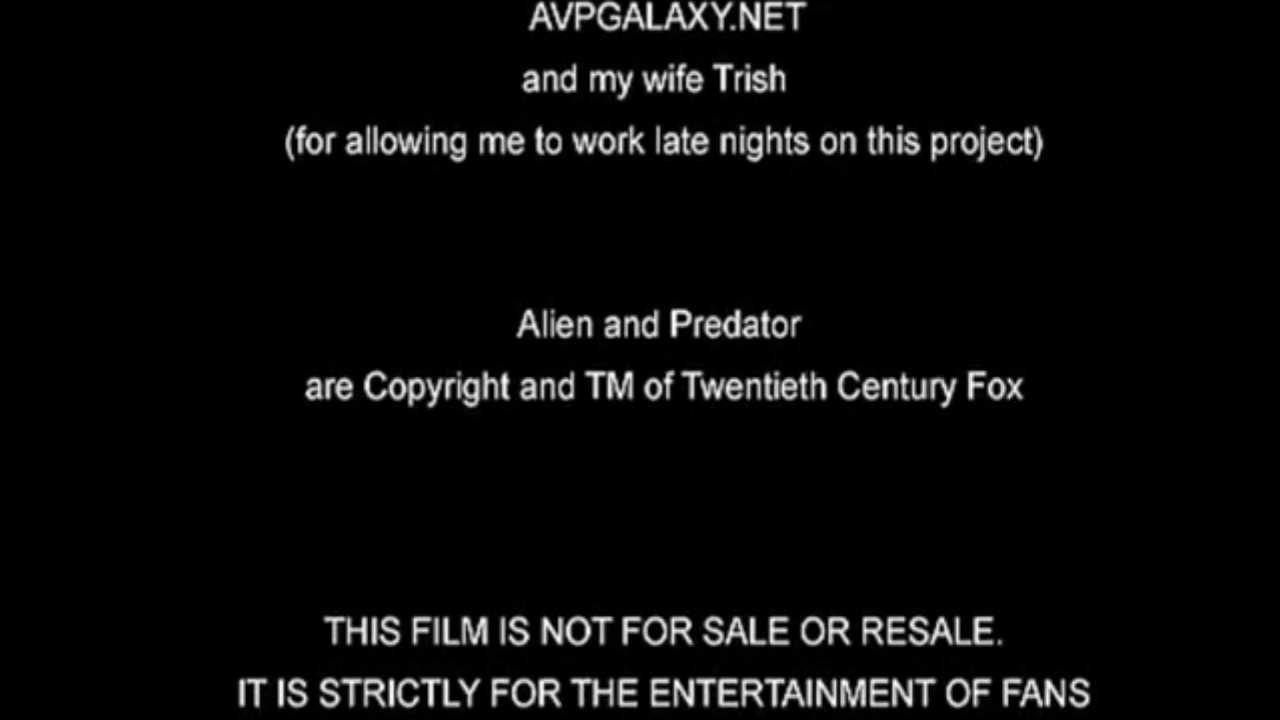 AVPGALAXY.NET
and my wife Trish
(for allowing me to work late nights on this project)
Alien and Predator
are Copyright and TM of Twentieth Century Fox
THIS FILM IS NOT FOR SALE OR RESALE.
IT IS STRICTLY FOR THE ENTERTAINMENT OF FANS